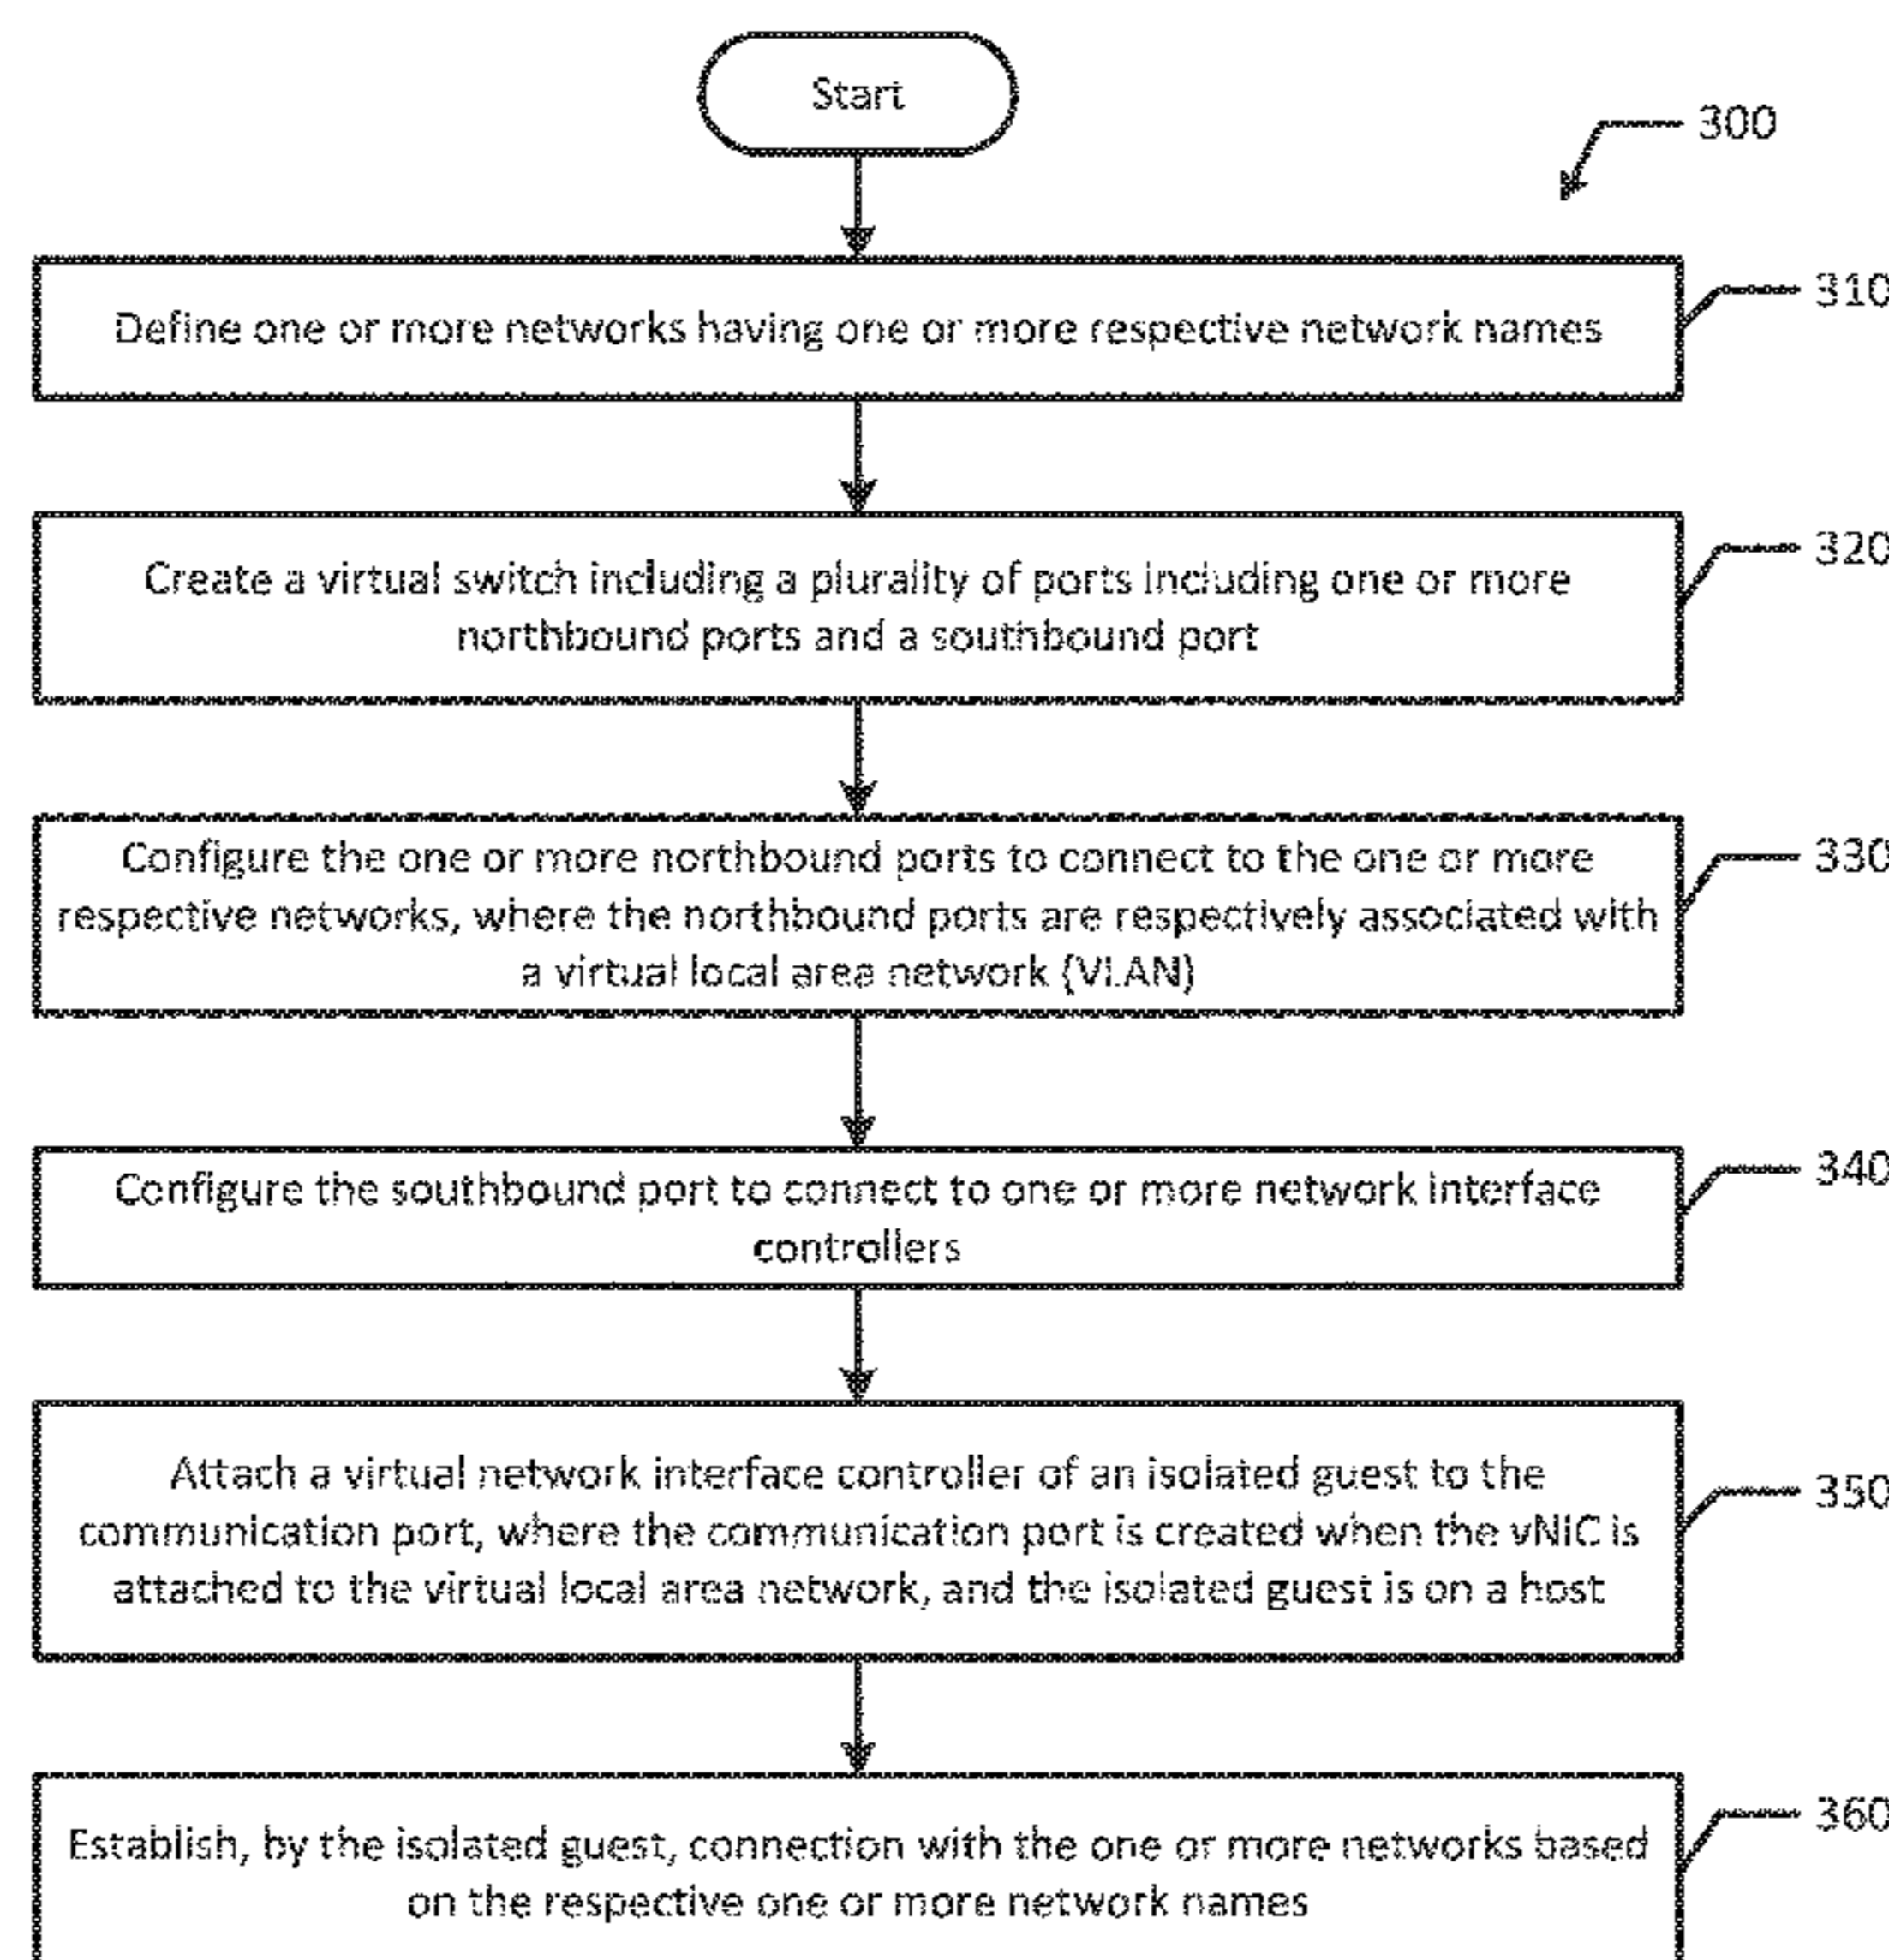 Start
300
310
Define one or more networks having one or more respective network names
320
Create a virtual switch including a plurality of ports including one or more
northbound ports and a southbound port
330
Configure the one or more northbound ports to connect to the one or more
respective networks, where the northbound ports are respectively associated with
a virtual local area network (VLAN)
340
Configure the southbound port to connect to one or more network interface
controllers
350
Attach a virtual network interface controller of an isolated guest to the
communication port, where the communication port is created when the vNIC is
attached to the virtual local area network, and the isolated guest is on a host
360
Establish, by the isolated guest, connection with the one or more networks based
on the respective one or more network names